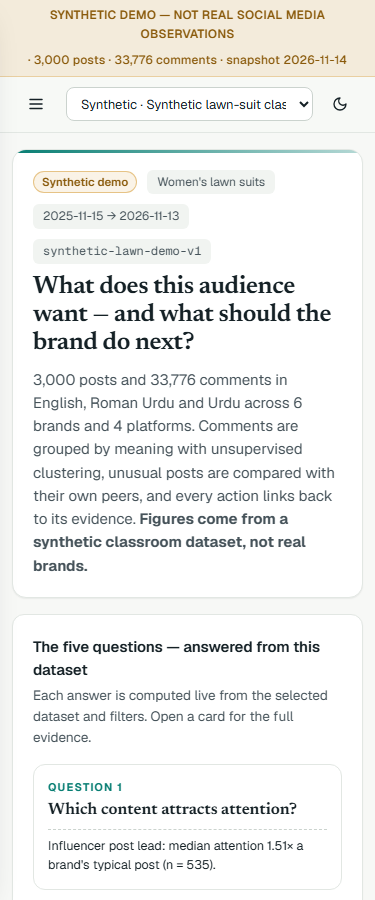 SYNTHETIC DEMO — NOT REAL SOCIAL MEDIA
OBSERVATIONS
· 3,000 posts · 33,776 comments · snapshot 2026-11-14
Synthetic · Synthetic lawn-suit clas
Synthetic demo
Women's lawn suits
2025-11-15 → 2026-11-13
synthetic-lawn-demo-v1
What does this audience
want — and what should the
brand do next?
3,000 posts and 33,776 comments in
English, Roman Urdu and Urdu across 6
brands and 4 platforms. Comments are
grouped by meaning with unsupervised
clustering, unusual posts are compared with
their own peers, and every action links back
to its evidence. Figures come from a
synthetic classroom dataset, not real
brands.
The five questions — answered from this
dataset
Each answer is computed live from the selected
dataset and filters. Open a card for the full
evidence.
QUESTION 1
Which content attracts attention?
Influencer post lead: median attention 1.51× a
brand's typical post (n = 535).